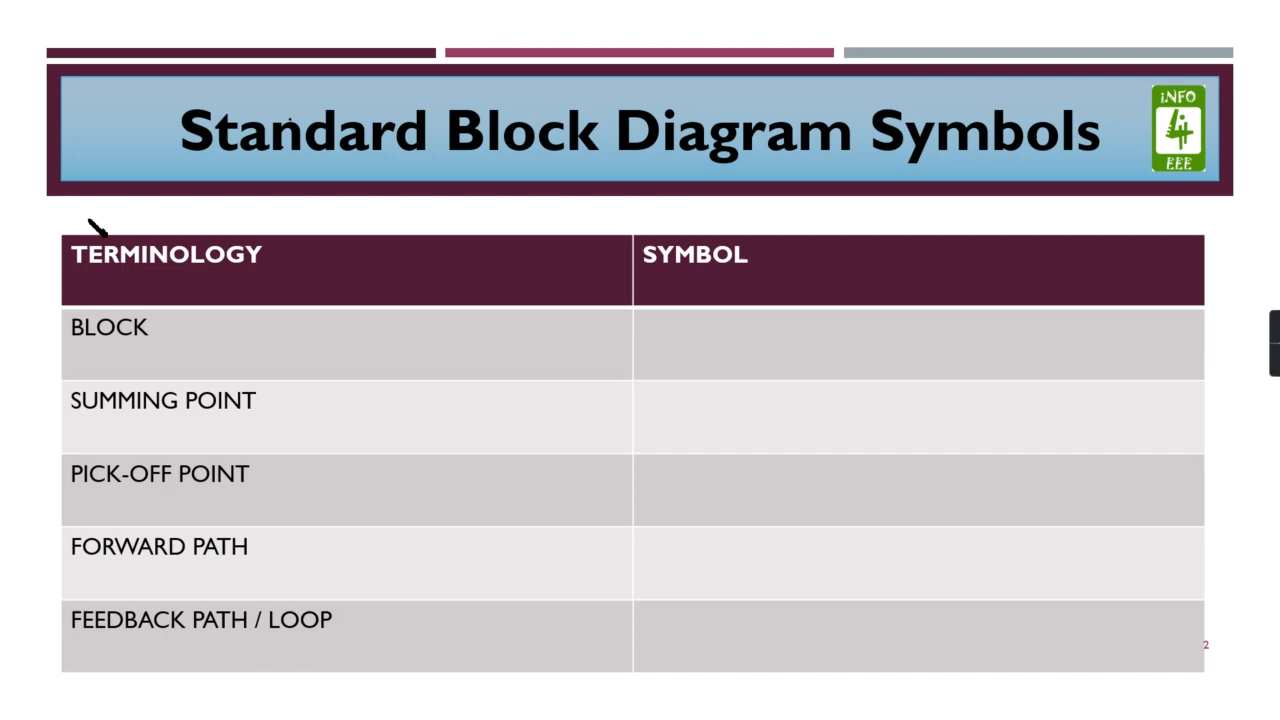 Standard Block Diagram Symbols
iNFO
4
EEE
TERMINOLOGY
SYMBOL
BLOCK
SUMMING POINT
PICK-OFF POINT
FORWARD PATH
FEEDBACK PATH / LOOP
2